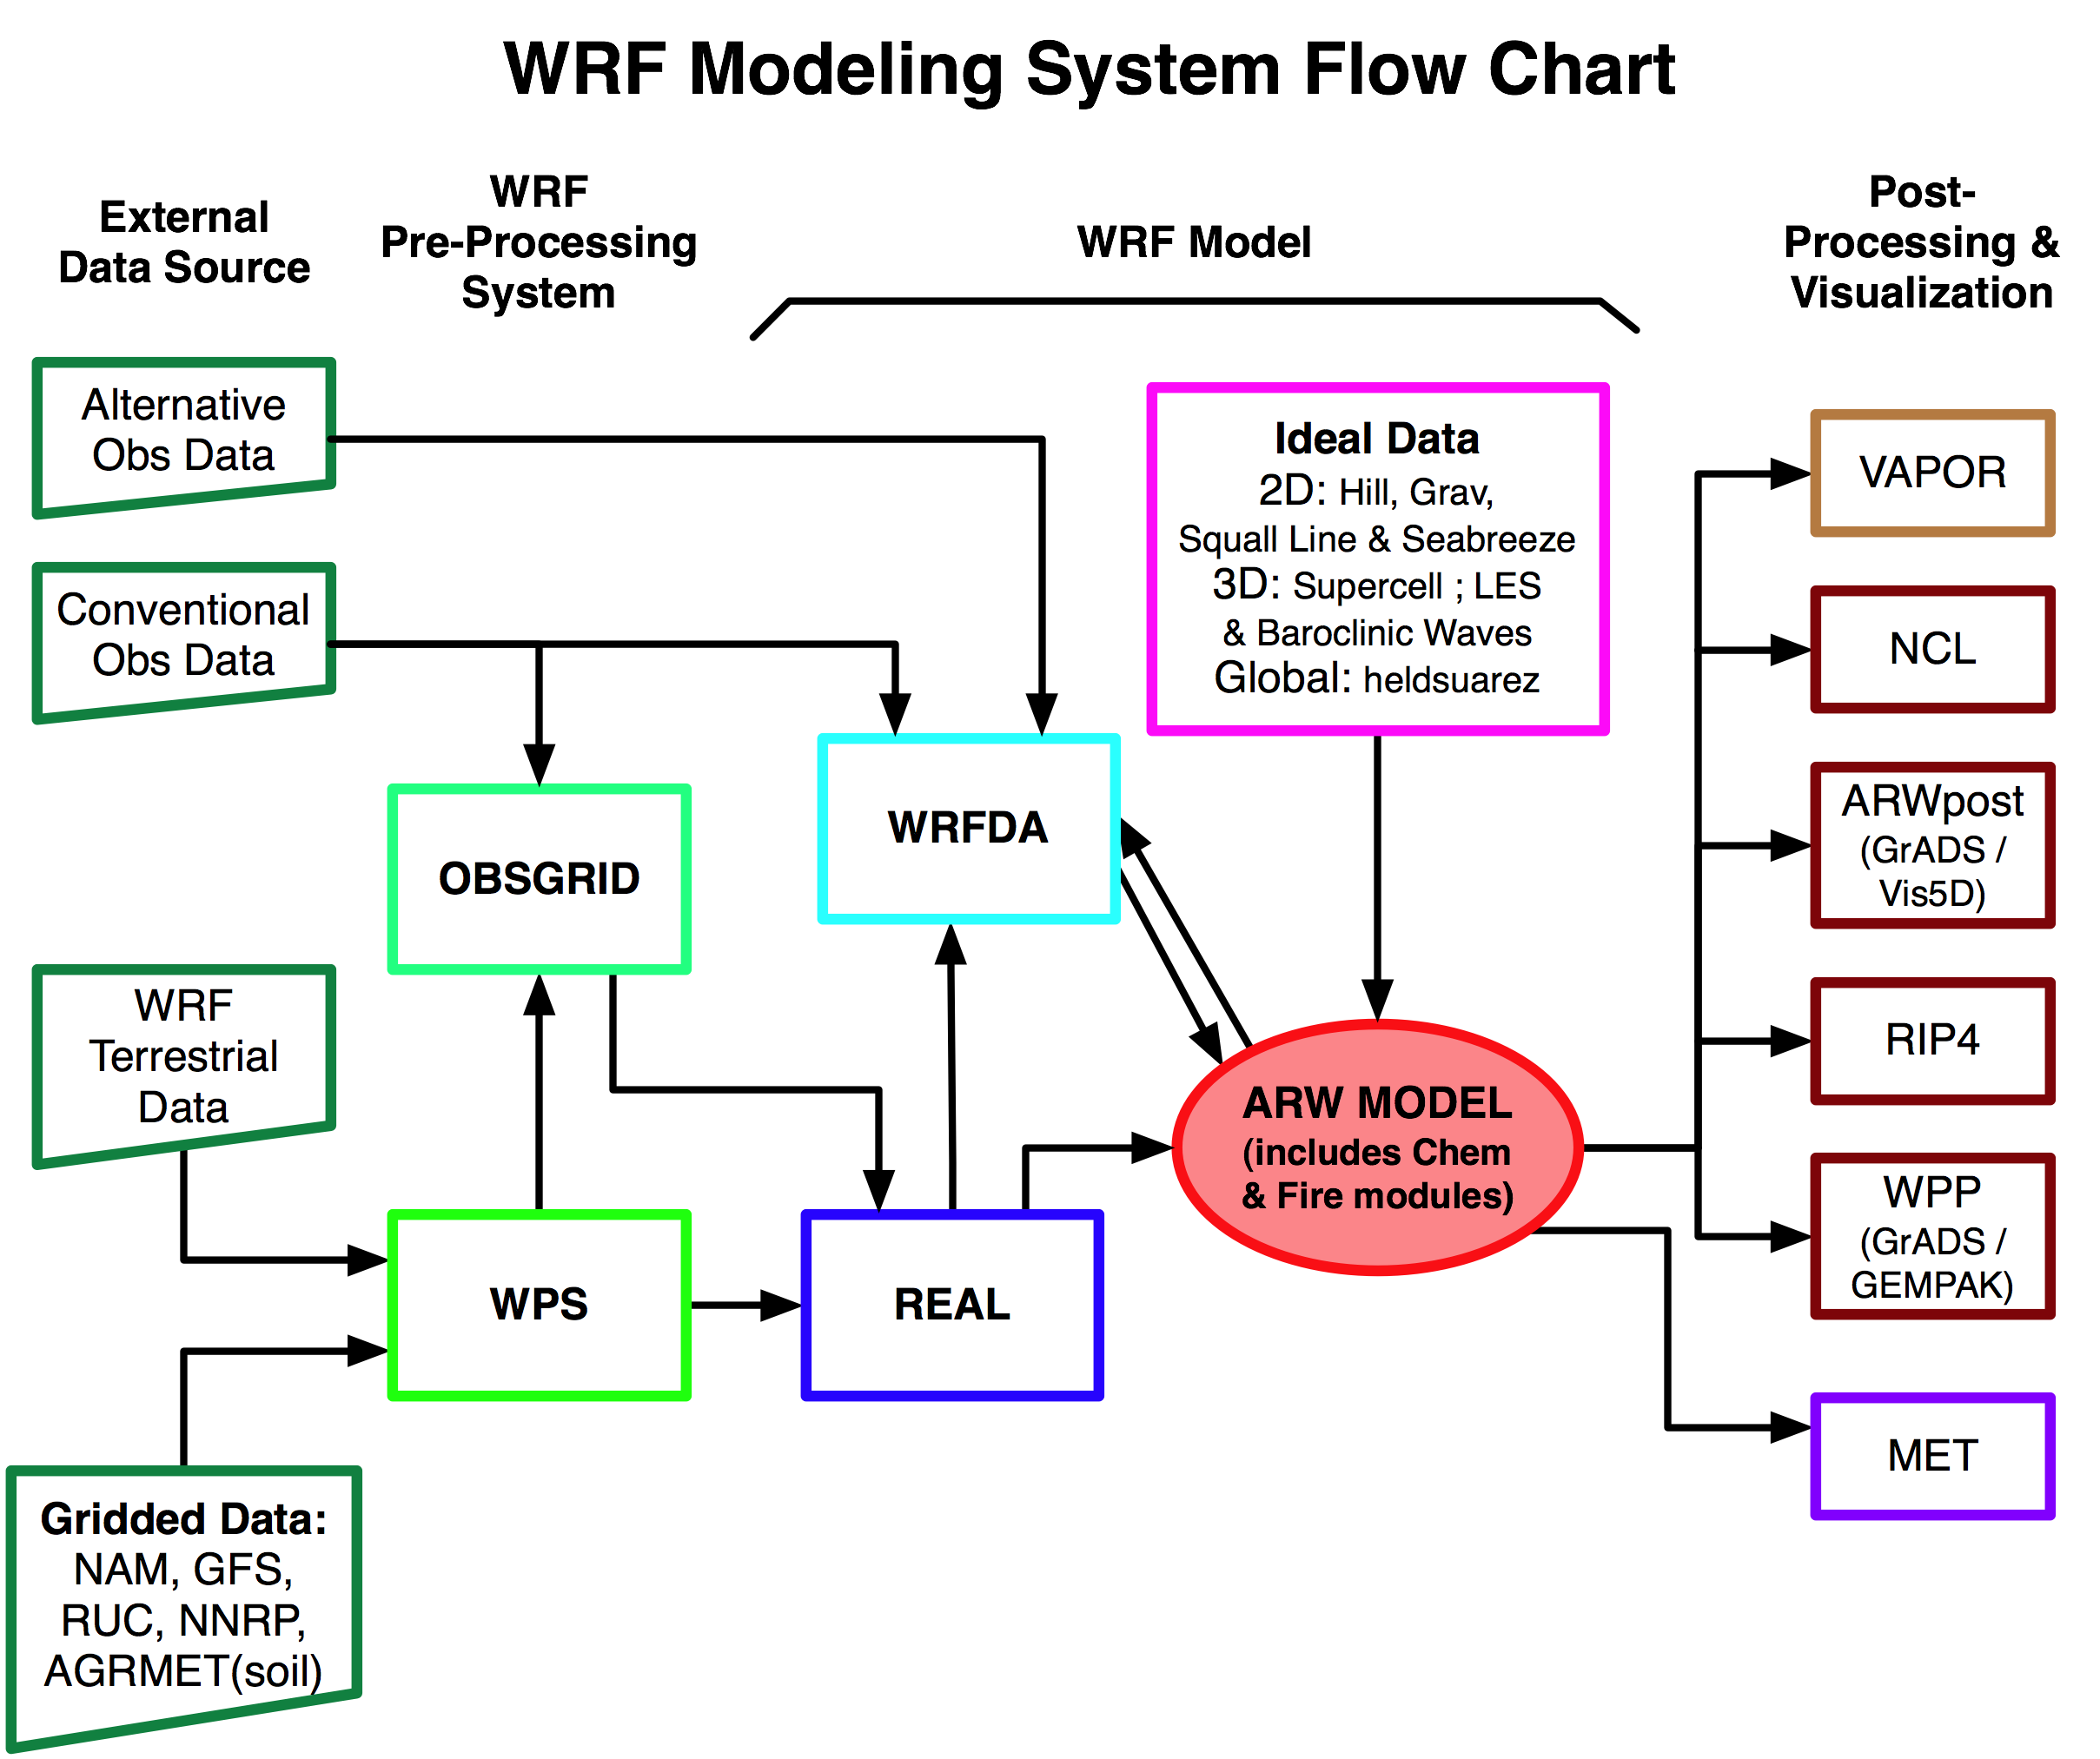 WRF Modeling System Flow Chart
External
Data Source
WRF
Pre-Processing
System
WRF Model
Post-
Processing &
Visualization
Alternative
Obs Data
Conventional
Obs Data
WRF
Terrestrial
Data
Gridded Data:
NAM, GFS,
RUC, NNRP,
AGRMET(soil)
OBSGRID
WPS
WRFDA
REAL
Ideal Data
2D: Hill, Grav,
Squall Line & Seabreeze
3D: Supercell ; LES
& Baroclinic Waves
Global: heldsuarez
ARW MODEL
(includes Chem
& Fire modules)
VAPOR
NCL
ARWpost
(GrADS /
Vis5D)
RIP4
WPP
(GrADS /
GEMPAK)
MET